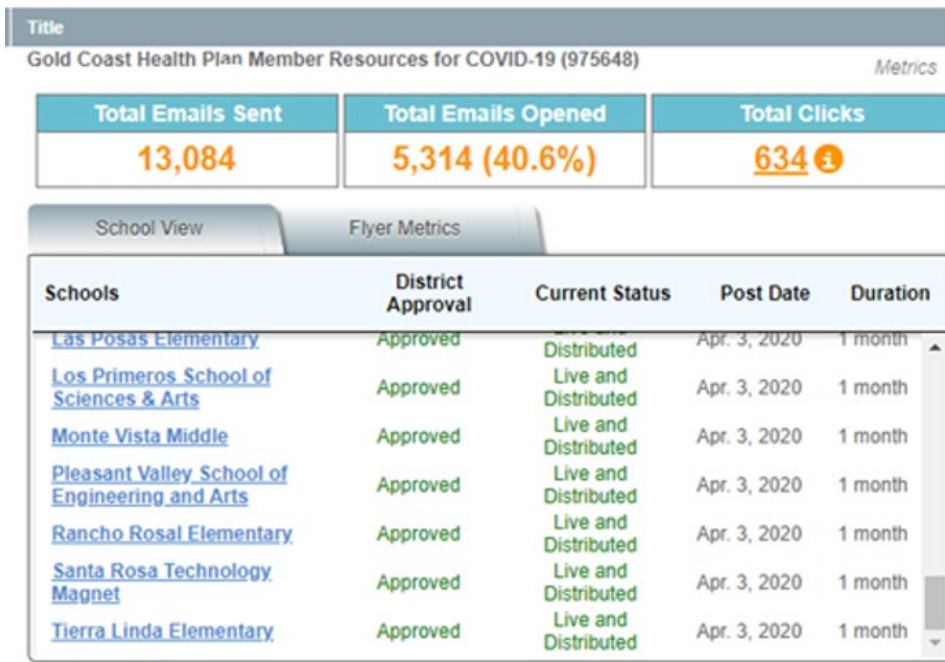 Title
Gold Coast Health Plan Member Resources for COVID-19 (975648)
Metrics
Total Emails Sent
Total Emails Opened
Total Clicks
13,084
5,314 (40.6%)
634 i
School View
Flyer Metrics
Schools
District
Approval
Current Status
Post Date
Duration
Las Posas Elementary
Approved
Live and
Distributed
Apr. 3, 2020
1 month
Los Primeros School of
Sciences & Arts
Approved
Live and
Distributed
Apr. 3, 2020
1 month
Monte Vista Middle
Approved
Live and
Distributed
Apr. 3, 2020
1 month
Pleasant Valley School of
Engineering and Arts
Approved
Live and
Distributed
Apr. 3, 2020
1 month
Rancho Rosal Elementary
Approved
Live and
Distributed
Apr. 3, 2020
1 month
Santa Rosa Technology
Magnet
Approved
Live and
Distributed
Apr. 3, 2020
1 month
Tierra Linda Elementary
Approved
Live and
Distributed
Apr. 3, 2020
1 month